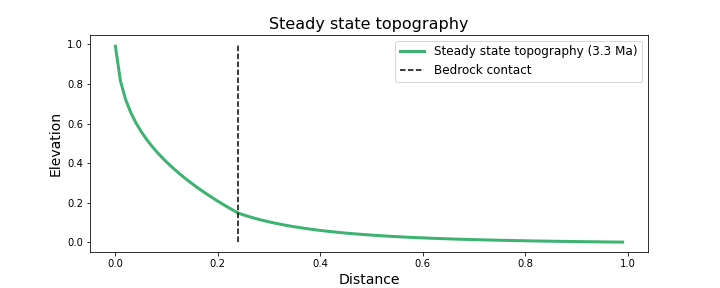 Steady state topography
Steady state topography (3.3 Ma)
Bedrock contact
Elevation
1.0
0.8
0.6
0.4
0.2
0.0
0.0 0.2 0.4 0.6 0.8 1.0
Distance